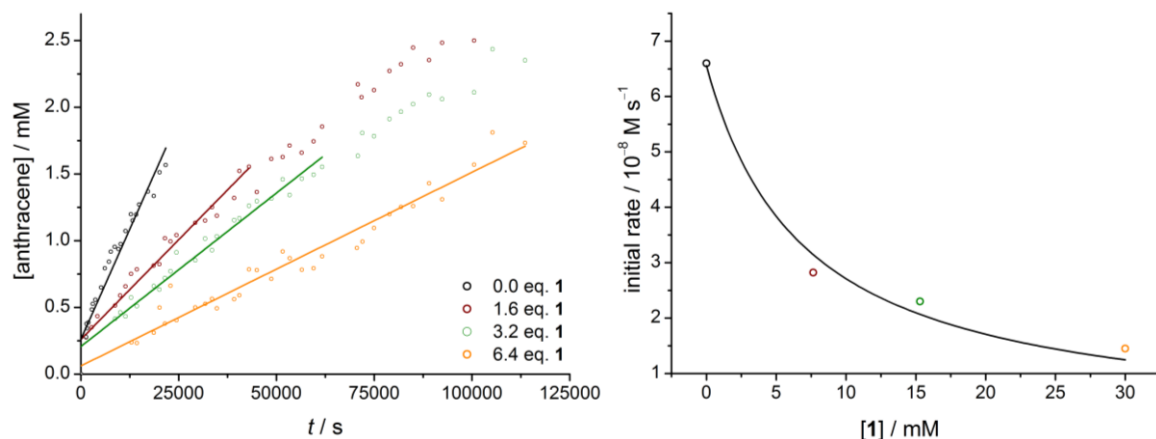 [anthracene] / mM
2.5
2.0
1.5
1.0
0.5
0.0
0 25000 50000 75000 100000 125000
t / s
0.0 eq. 1
1.6 eq. 1
3.2 eq. 1
6.4 eq. 1
initial rate / 10⁻⁸ M s⁻¹
7
6
5
4
3
2
1
0 5 10 15 20 25 30
[1] / mM